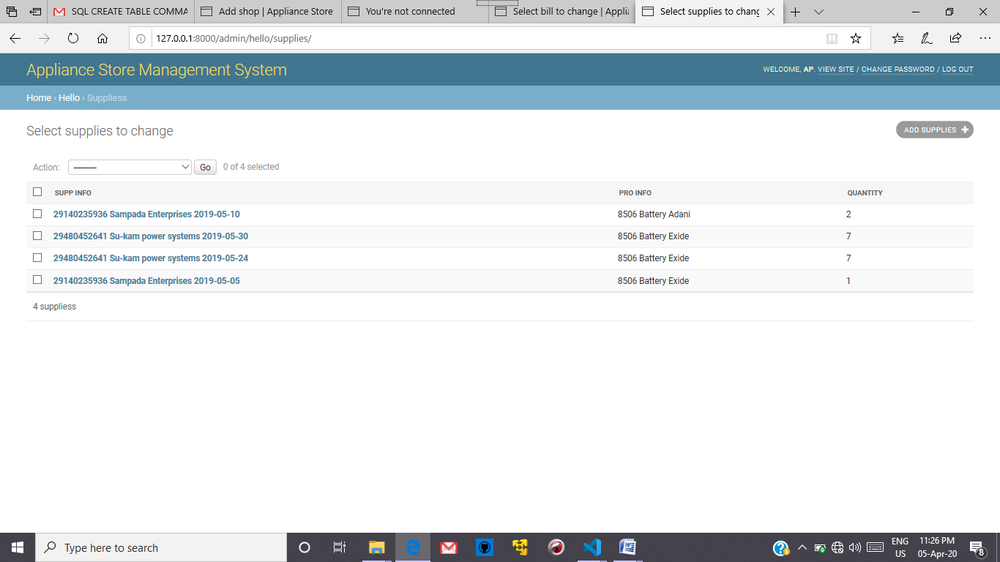 SQL CREATE TABLE COMMA
Add shop | Appliance Store
You're not connected
Select bill to change | Appli
Select supplies to chang
127.0.0.1:8000/admin/hello/supplies/
Appliance Store Management System
WELCOME, AP. VIEW SITE / CHANGE PASSWORD / LOG OUT
Home › Hello › Suppliess
Select supplies to change
ADD SUPPLIES +
Action: --------- Go 0 of 4 selected
SUPP INFO PRO INFO QUANTITY
29140235936 Sampada Enterprises 2019-05-10 8506 Battery Adani 2
29480452641 Su-kam power systems 2019-05-30 8506 Battery Exide 7
29480452641 Su-kam power systems 2019-05-24 8506 Battery Exide 7
29140235936 Sampada Enterprises 2019-05-05 8506 Battery Exide 1
4 suppliess
Type here to search
ENG
US
11:26 PM
05-Apr-20
8